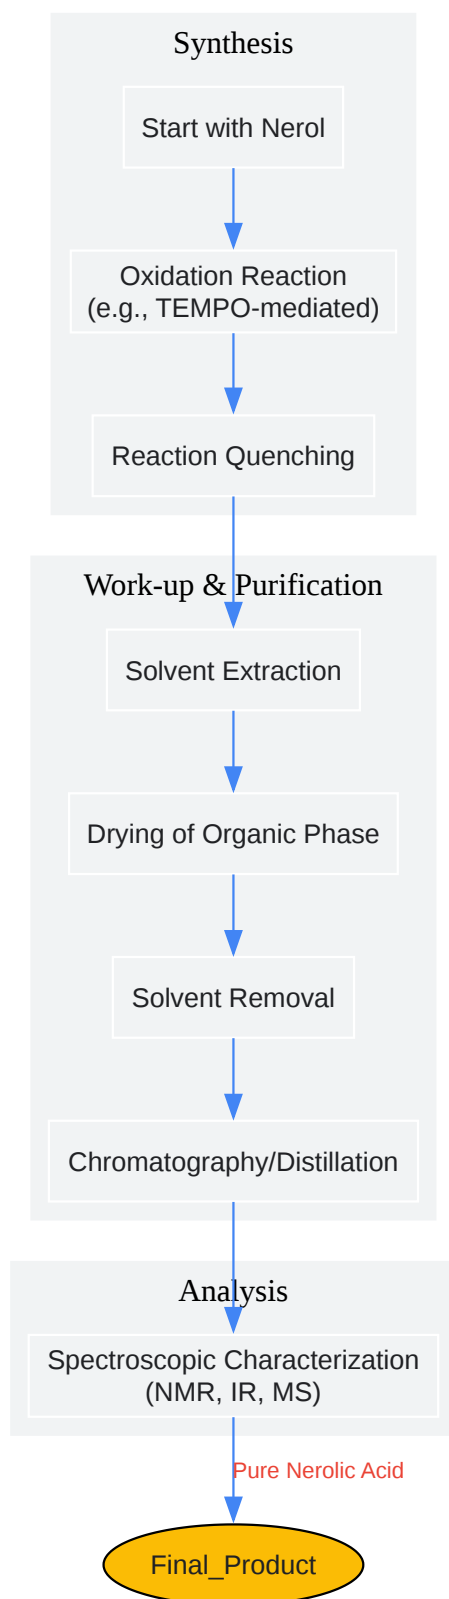 Synthesis
Start with Nerol
Oxidation Reaction
(e.g., TEMPO-mediated)
Reaction Quenching
Work-up & Purification
Solvent Extraction
Drying of Organic Phase
Solvent Removal
Chromatography/Distillation
Analysis
Spectroscopic Characterization
(NMR, IR, MS)
Pure Nerolic Acid
Final_Product